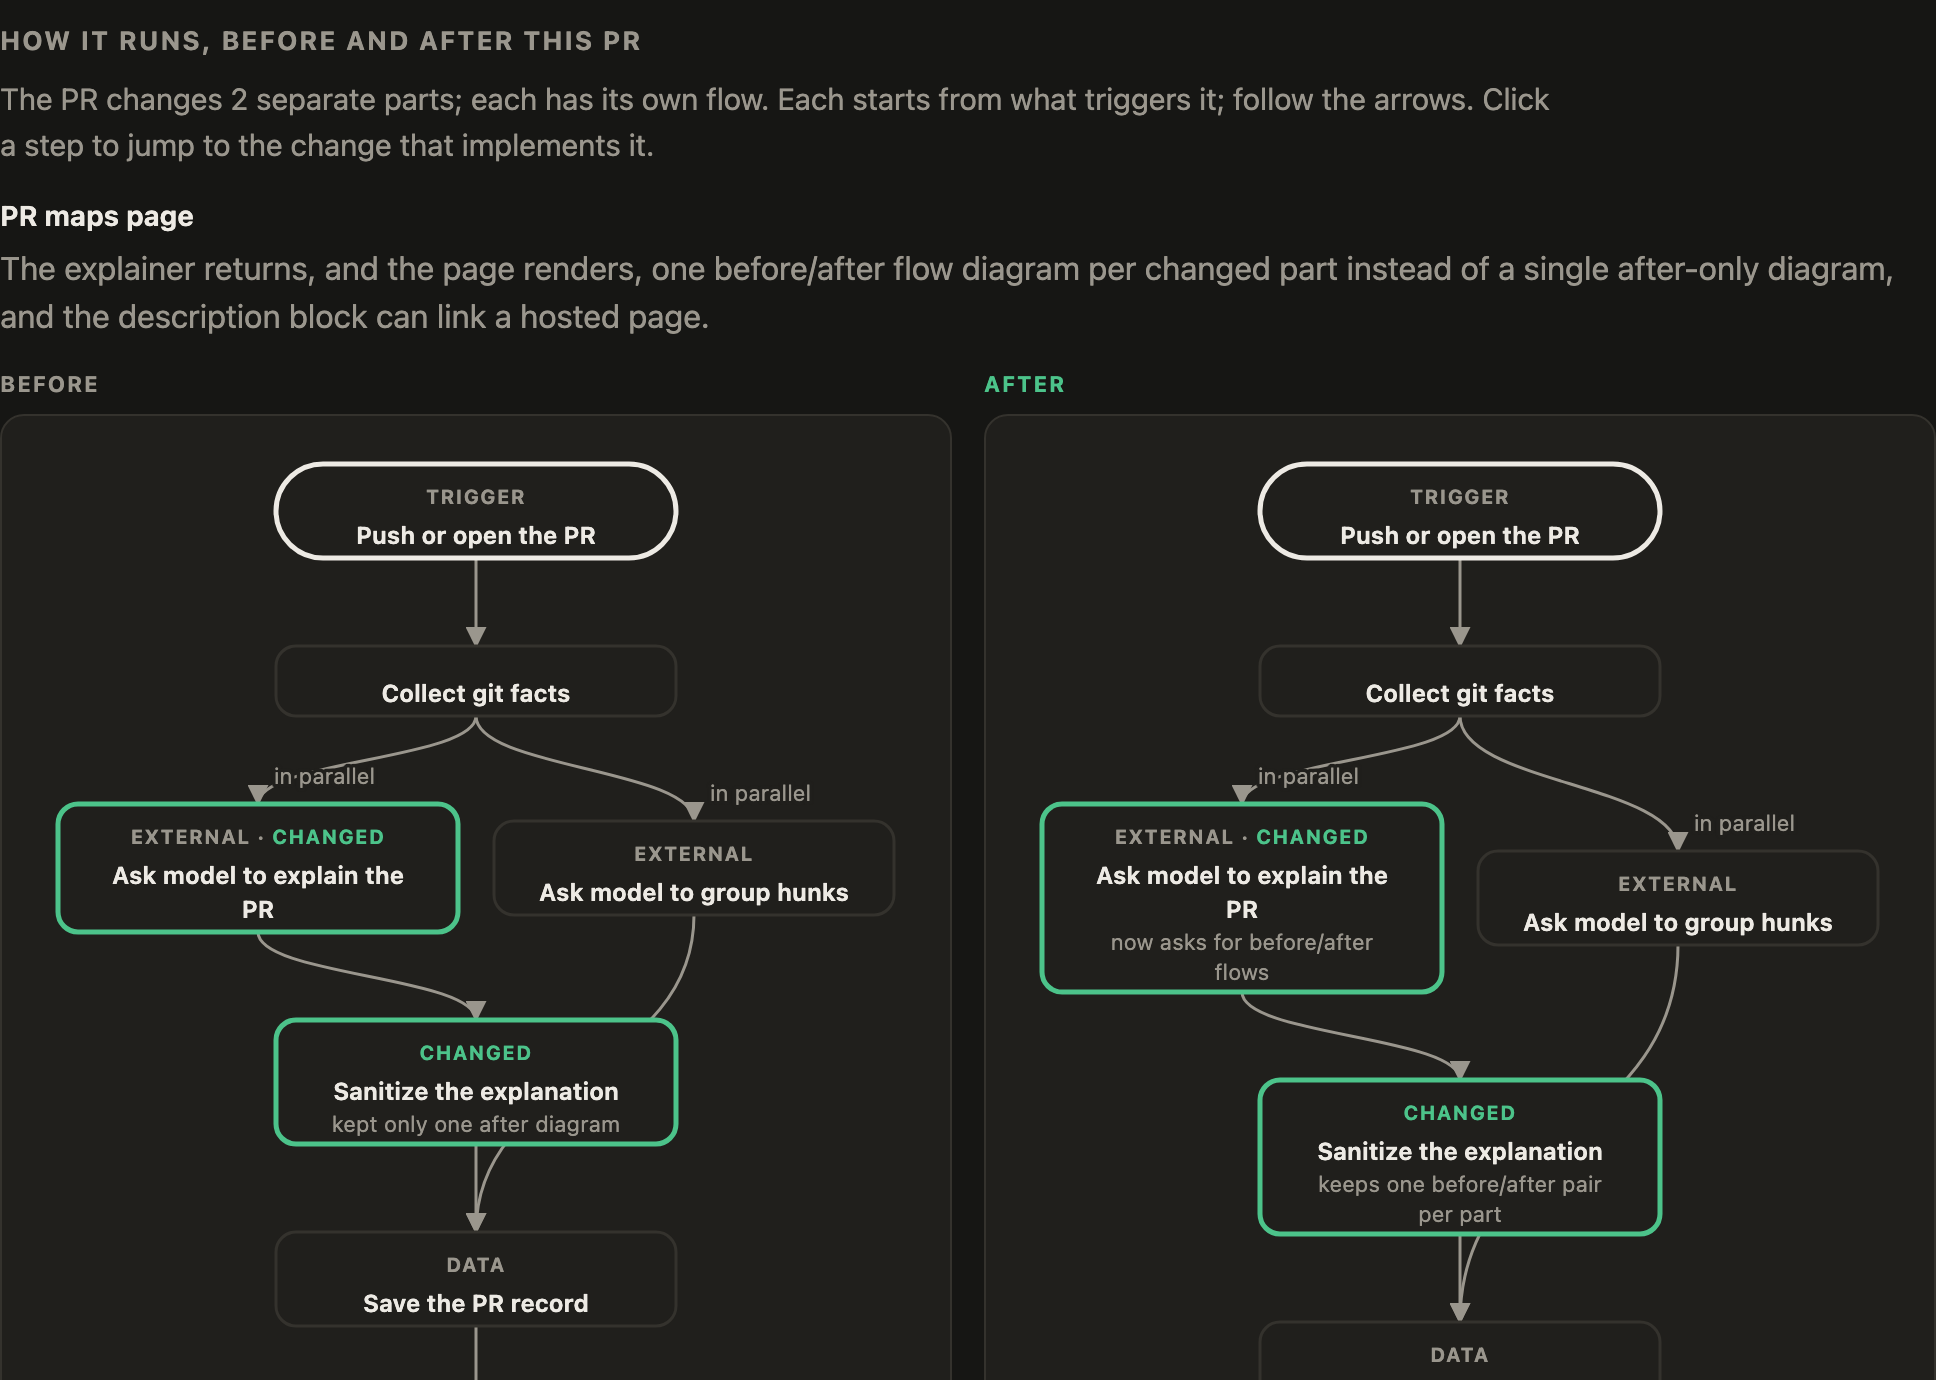 HOW IT RUNS, BEFORE AND AFTER THIS PR
The PR changes 2 separate parts; each has its own flow. Each starts from what triggers it; follow the arrows. Click
a step to jump to the change that implements it.
PR maps page
The explainer returns, and the page renders, one before/after flow diagram per changed part instead of a single after-only diagram,
and the description block can link a hosted page.
BEFORE
TRIGGER
Push or open the PR
Collect git facts
in parallel
in parallel
EXTERNAL · CHANGED
Ask model to explain the
PR
EXTERNAL
Ask model to group hunks
CHANGED
Sanitize the explanation
kept only one after diagram
DATA
Save the PR record
AFTER
TRIGGER
Push or open the PR
Collect git facts
in parallel
in parallel
EXTERNAL · CHANGED
Ask model to explain the
PR
now asks for before/after
flows
EXTERNAL
Ask model to group hunks
CHANGED
Sanitize the explanation
keeps one before/after pair
per part
DATA